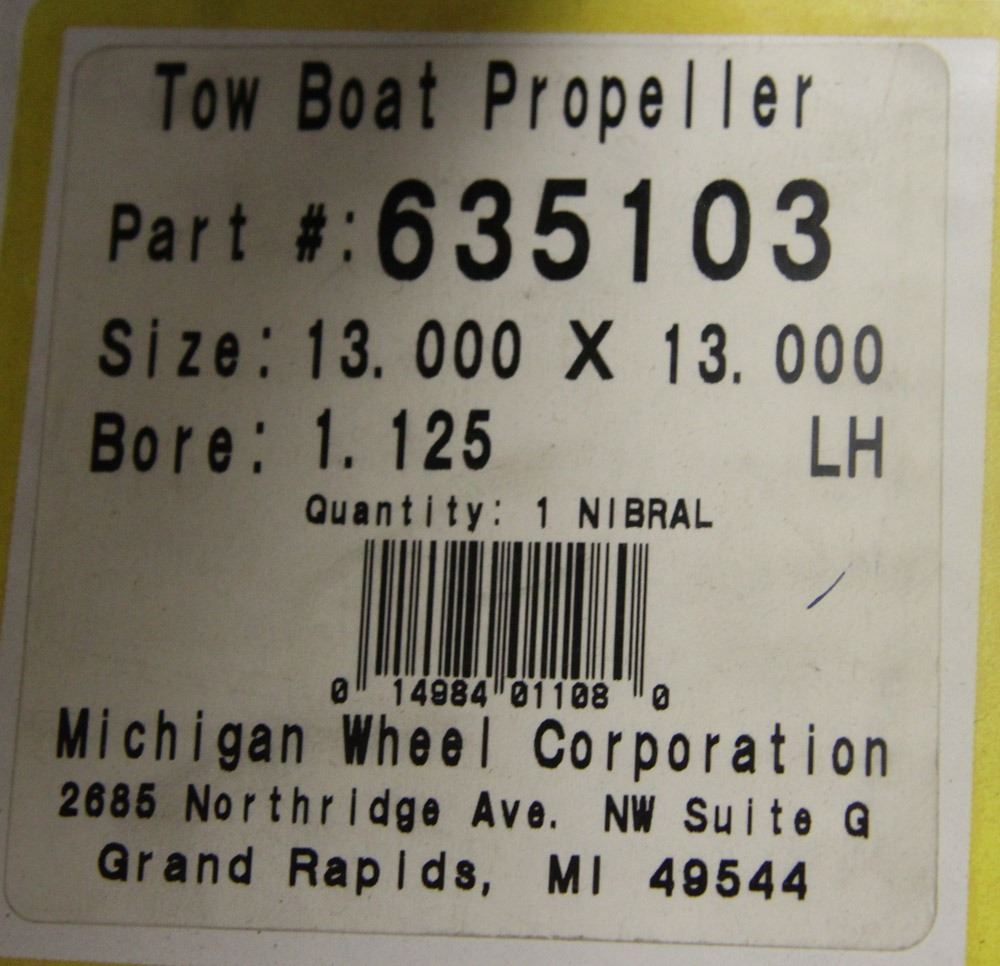 Tow Boat Propeller
Part #: 635103
Size: 13.000 X 13.000
Bore: 1.125 LH
Quantity: 1 NIBRAL
0 14984 01108 0
Michigan Wheel Corporation
2685 Northridge Ave. NW Suite G
Grand Rapids, MI 49544